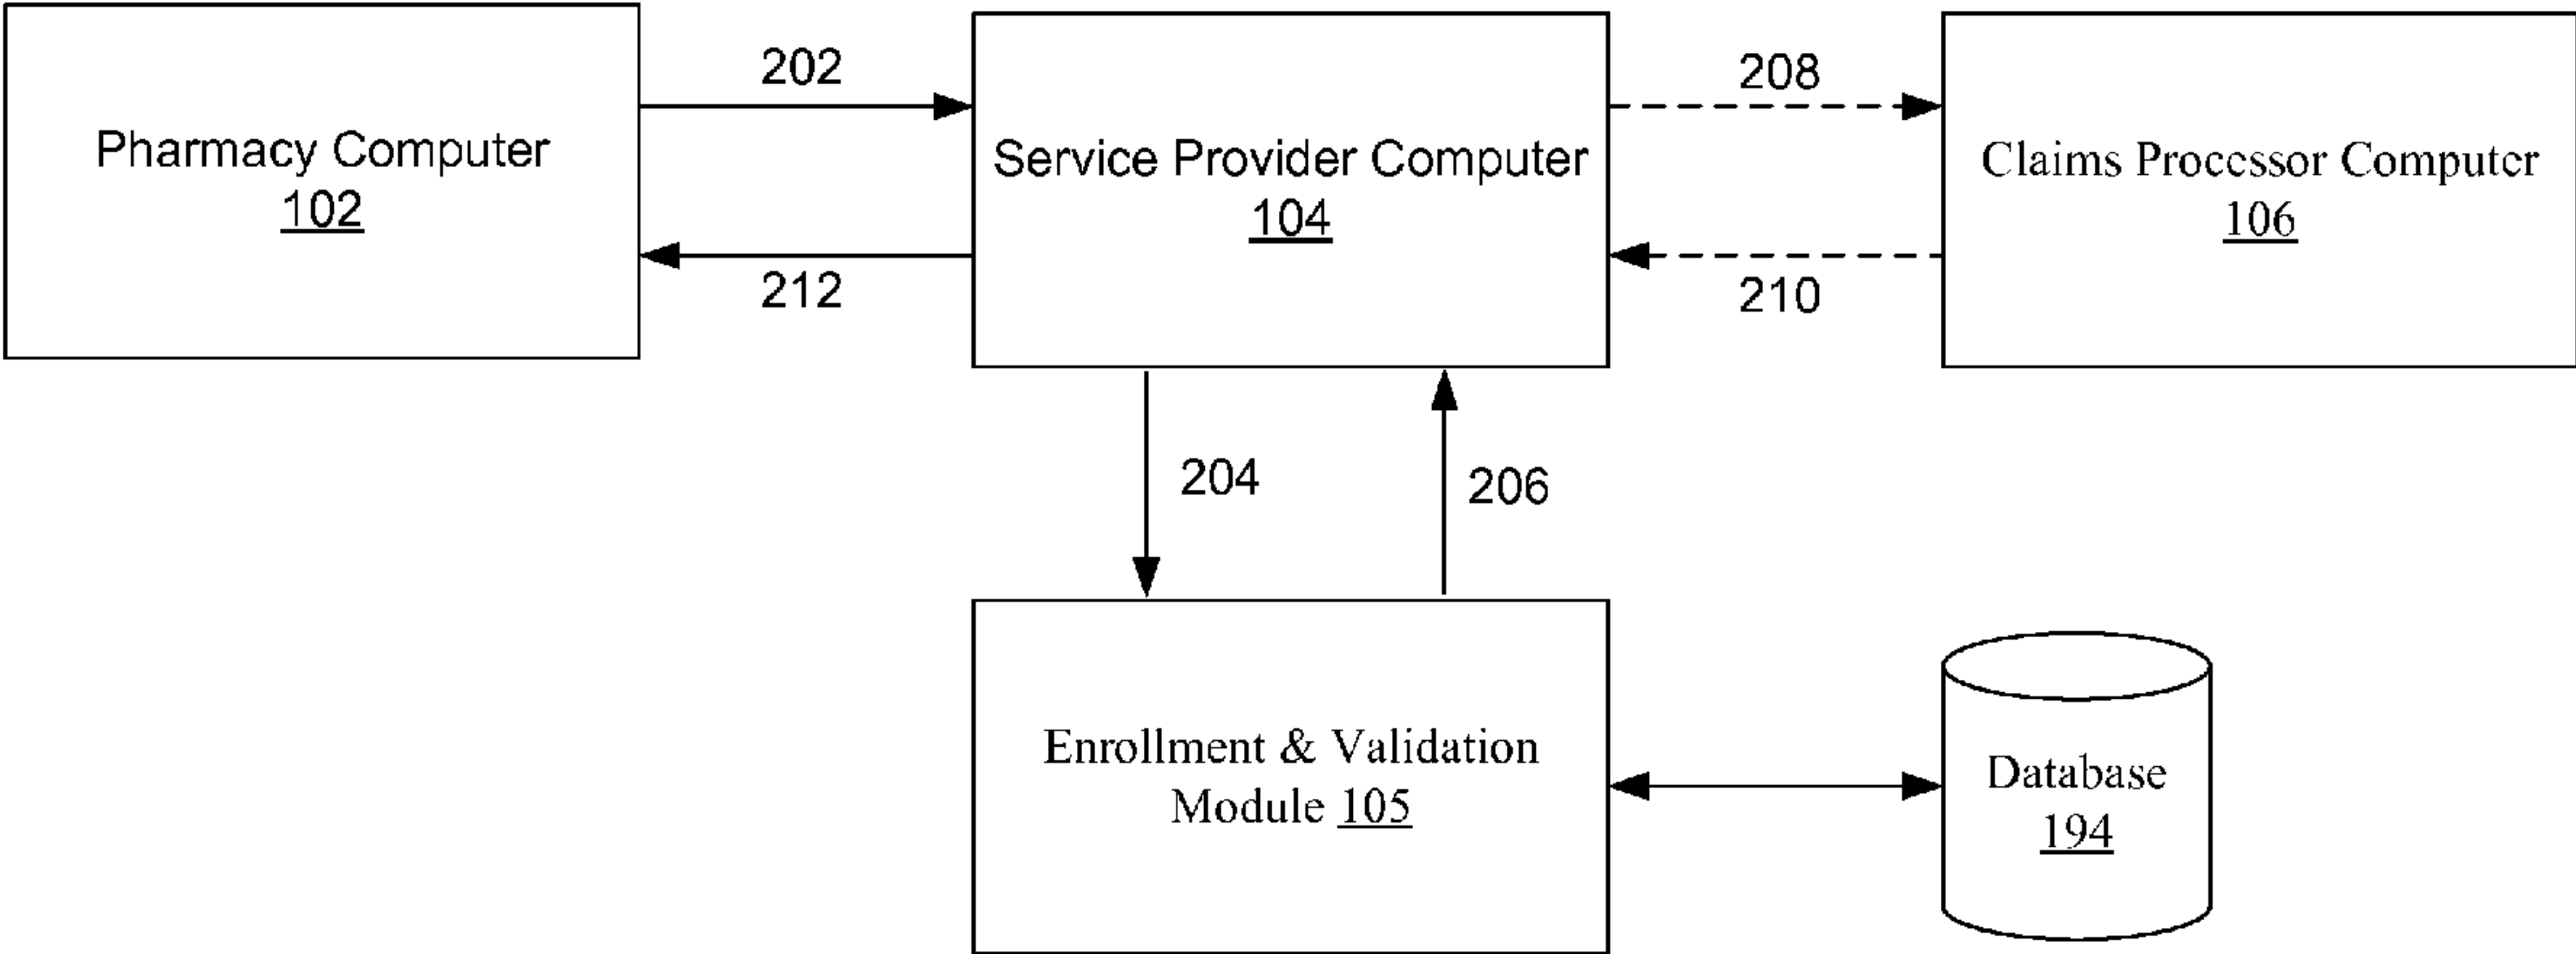 Pharmacy Computer
102
202
212
Service Provider Computer
104
208
210
Claims Processor Computer
106
204
206
Enrollment & Validation
Module 105
Database
194